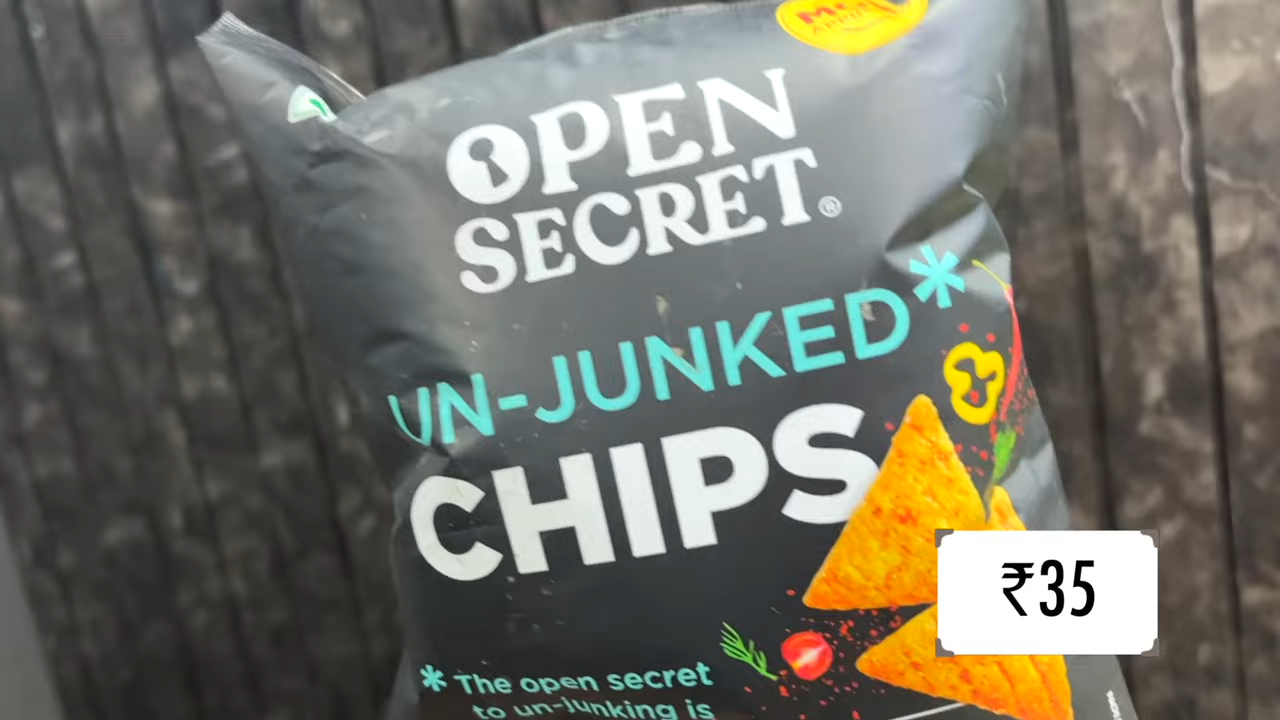 OPEN
SECRET®
UN-JUNKED*
CHIPS
₹35
* The open secret
to un-junking is